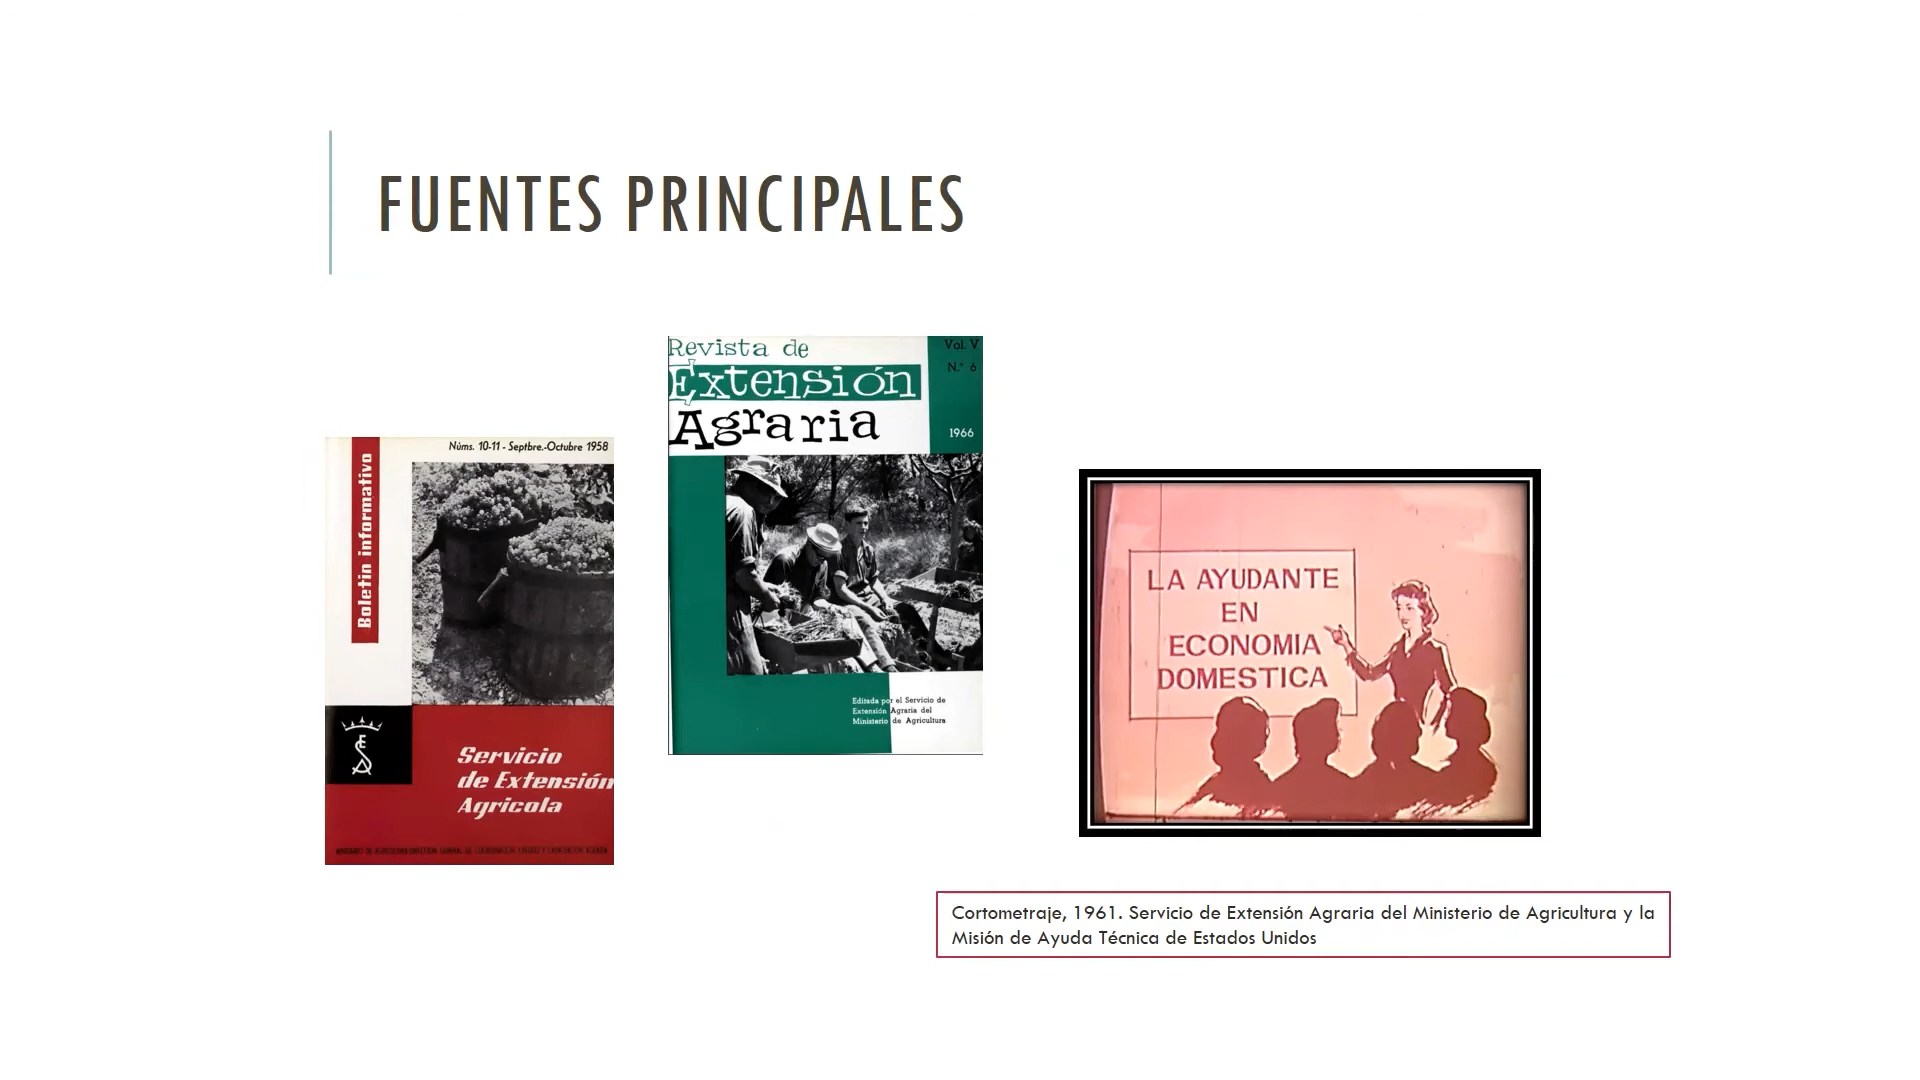 FUENTES PRINCIPALES
Núms. 10-11 - Septbre.-Octubre 1958
Boletín informativo
Servicio
de Extensión
Agrícola
Revista de
Extensión
Agraria
Vol. V
N.° 6
1966
Editada por el Servicio de
Extensión Agraria del
Ministerio de Agricultura
LA AYUDANTE
EN
ECONOMIA
DOMESTICA
Cortometraje, 1961. Servicio de Extensión Agraria del Ministerio de Agricultura y la
Misión de Ayuda Técnica de Estados Unidos